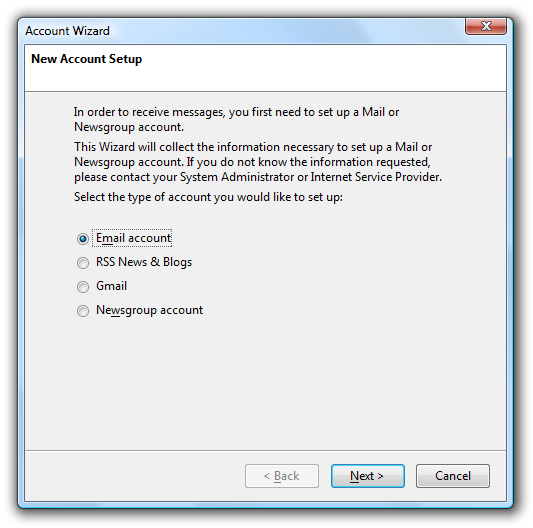 Account Wizard
New Account Setup
In order to receive messages, you first need to set up a Mail or
Newsgroup account.
This Wizard will collect the information necessary to set up a Mail or
Newsgroup account. If you do not know the information requested,
please contact your System Administrator or Internet Service Provider.
Select the type of account you would like to set up:
Email account
RSS News & Blogs
Gmail
Newsgroup account
< Back Next > Cancel